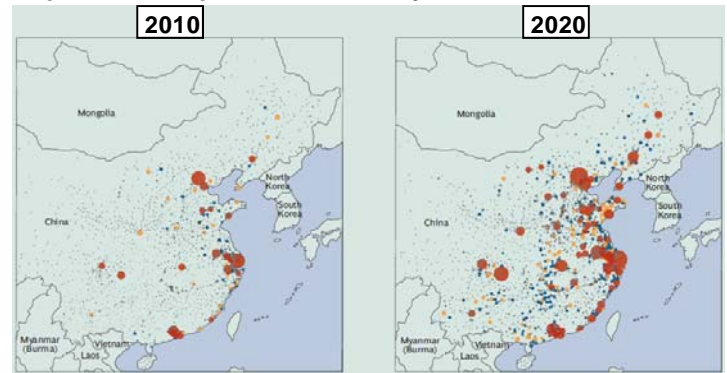 2010
2020
Mongolia
North
Korea
South
Korea
China
Myanmar
(Burma)
Vietnam
Laos
Mongolia
North
Korea
South
Korea
China
Myanmar
(Burma)
Vietnam
Laos